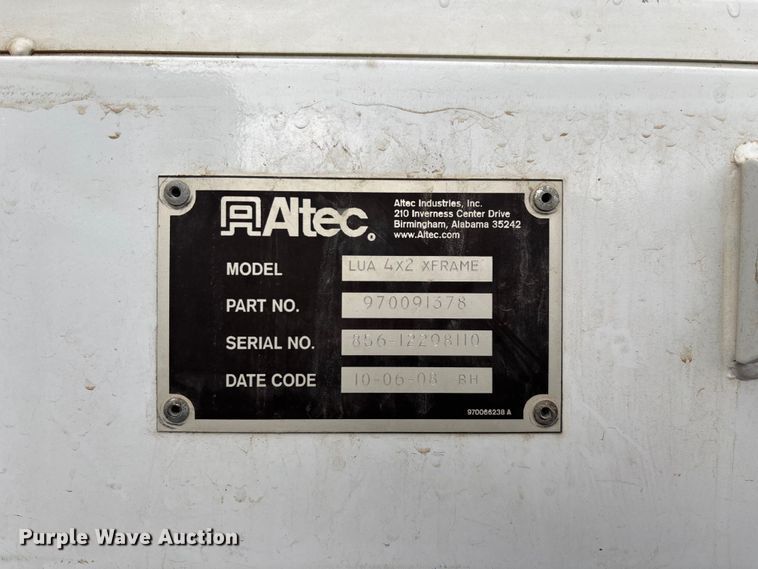 Altec.
Altec Industries, Inc.
210 Inverness Center Drive
Birmingham, Alabama 35242
www.Altec.com
MODEL LUA 4X2 XFRAME
PART NO. 970091378
SERIAL NO. 856-12298110
DATE CODE 10-06-08 BH
970066238 A
Purple Wave Auction